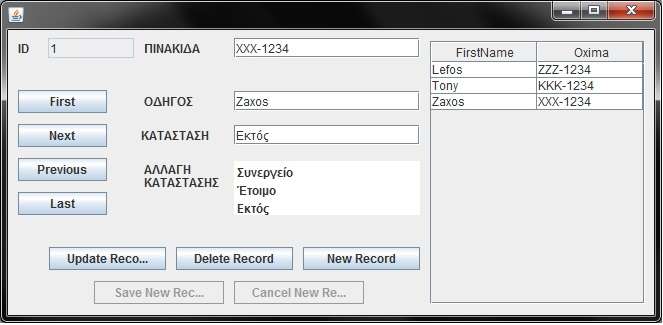 ID 1 ΠΙΝΑΚΙΔΑ XXX-1234
First ΟΔΗΓΟΣ Zaxos
Next ΚΑΤΑΣΤΑΣΗ Εκτός
Previous ΑΛΛΑΓΗ
ΚΑΤΑΣΤΑΣΗΣ
Last
Συνεργείο
Έτοιμο
Εκτός
Update Reco... Delete Record New Record
Save New Rec... Cancel New Re...
FirstName Oxima
Lefos ZZZ-1234
Tony KKK-1234
Zaxos XXX-1234